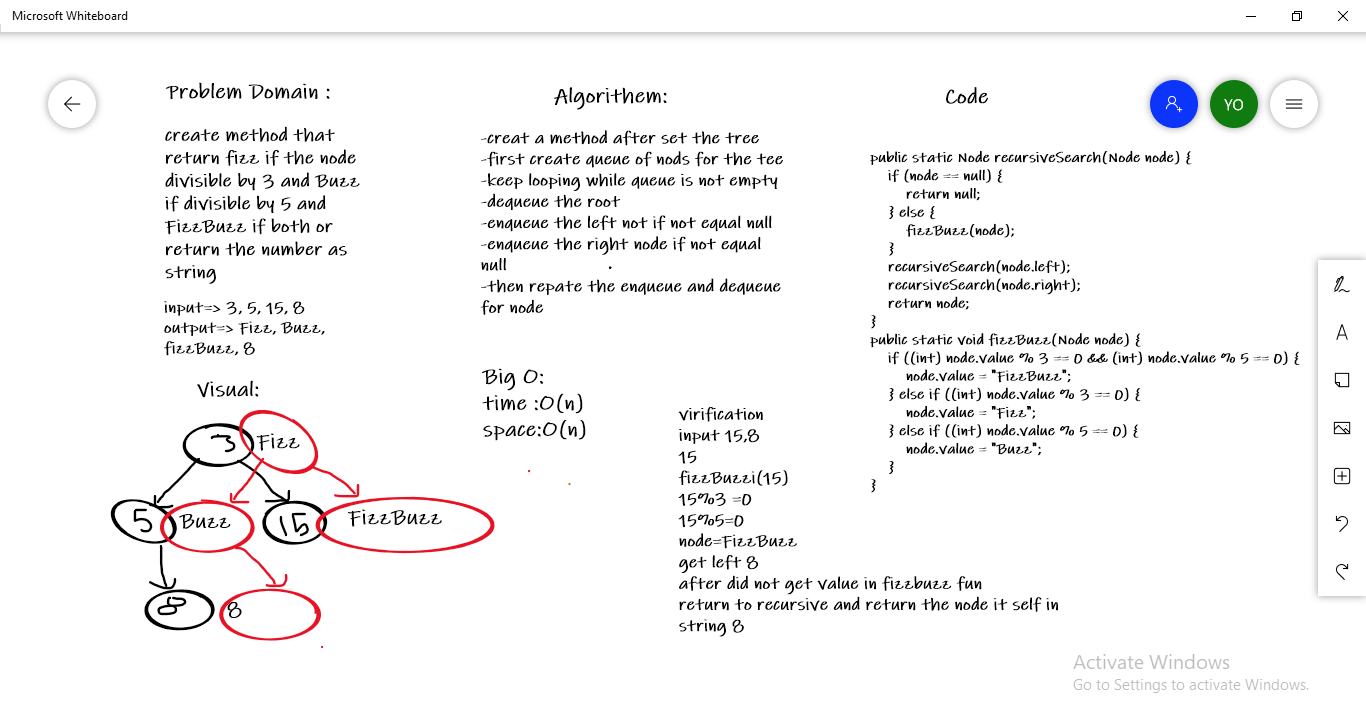 Microsoft Whiteboard
Problem Domain :
create method that
return fizz if the node
divisible by 3 and Buzz
if divisible by 5 and
FizzBuzz if both or
return the number as
string
input=> 3, 5, 15, 8
output=> Fizz, Buzz,
fizzBuzz, 8
Visual:
3 Fizz
5 Buzz 15 FizzBuzz
8 8
Algorithem:
-creat a method after set the tree
-first create queue of nods for the tee
-keep looping while queue is not empty
-dequeue the root
-enqueue the left not if not equal null
-enqueue the right node if not equal
null
-then repate the enqueue and dequeue
for node
Big O:
time :O(n)
space:O(n)
virification
input 15,8
15
fizzBuzzi(15)
15%3 =0
15%5=0
node=FizzBuzz
get left 8
after did not get value in fizzbuzz fun
return to recursive and return the node it self in
string 8
Code
public static Node recursiveSearch(Node node) {
if (node == null) {
return null;
} else {
fizzBuzz(node);
}
recursiveSearch(node.left);
recursiveSearch(node.right);
return node;
}
public static void fizzBuzz(Node node) {
if ((int) node.value % 3 == 0 && (int) node.value % 5 == 0) {
node.value = "FizzBuzz";
} else if ((int) node.value % 3 == 0) {
node.value = "Fizz";
} else if ((int) node.value % 5 == 0) {
node.value = "Buzz";
}
}
YO
A
Activate Windows
Go to Settings to activate Windows.